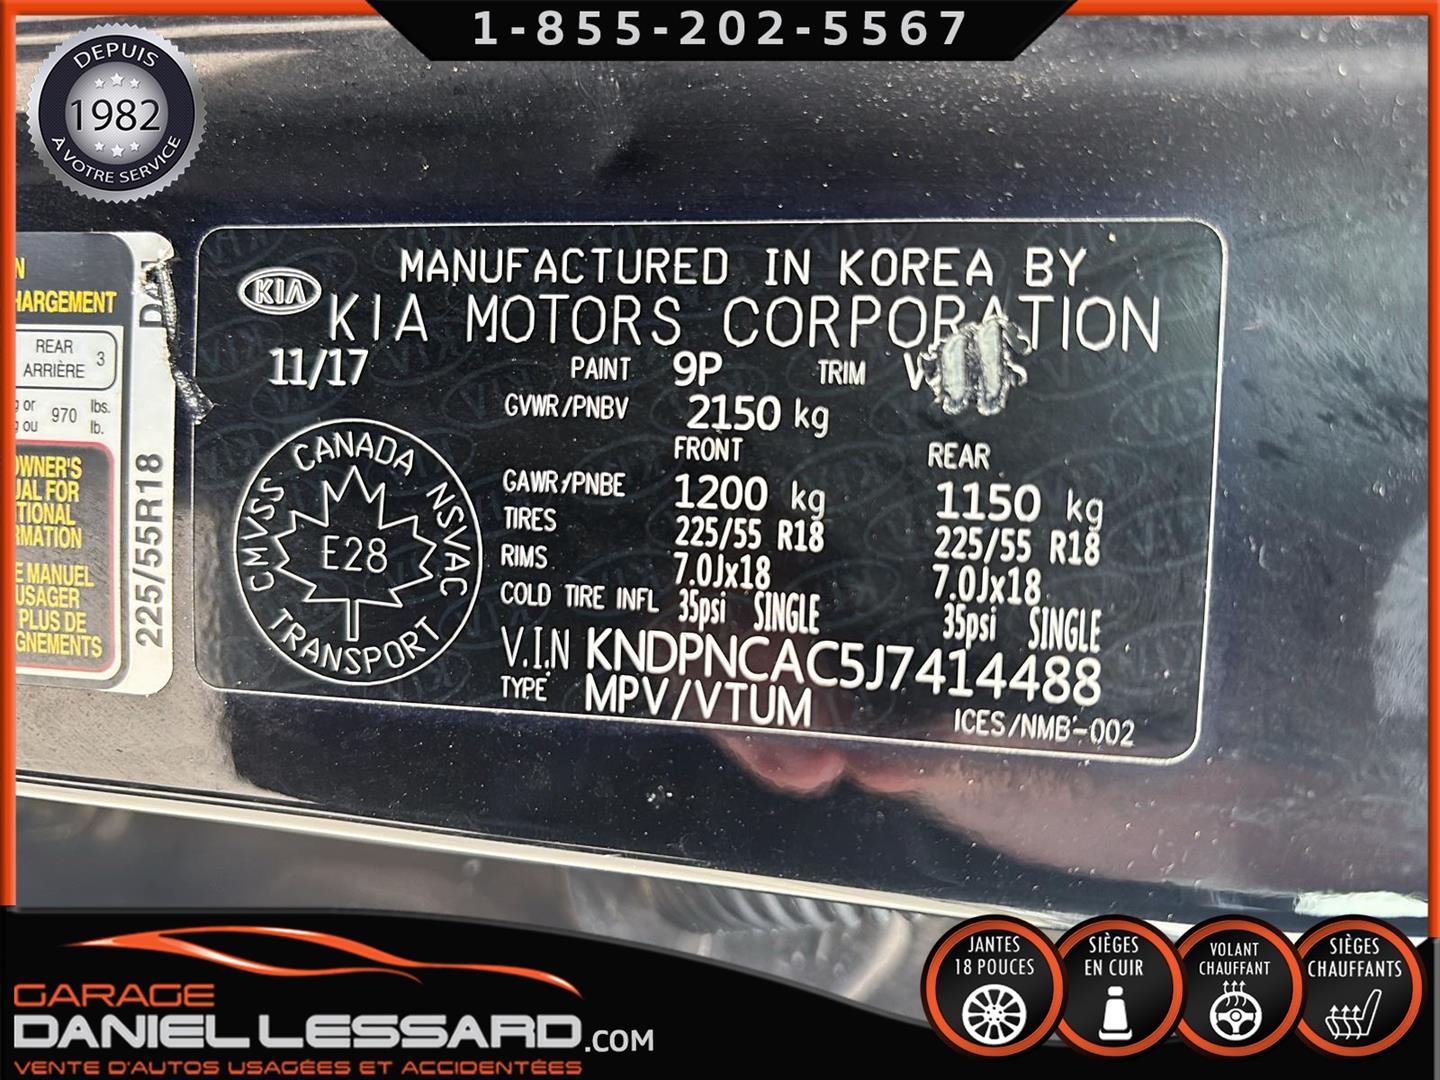 1-855-202-5567
DEPUIS
1982
À VOTRE SERVICE
HARGEMENT
REAR
ARRIÈRE
3
or
ou
970
lbs.
lb.
OWNER'S
UAL FOR
TIONAL
RMATION
E MANUEL
USAGER
PLUS DE
GNEMENTS
225/55R18
KIA
MANUFACTURED IN KOREA BY
KIA MOTORS CORPORATION
11/17 PAINT 9P TRIM
GVWR/PNBV 2150 kg
FRONT REAR
GAWR/PNBE 1200 kg 1150 kg
TIRES 225/55 R18 225/55 R18
RIMS 7.0Jx18 7.0Jx18
COLD TIRE INFL 35psi SINGLE 35psi SINGLE
V.I.N KNDPNCAC5J7414488
TYPE MPV/VTUM
ICES/NMB-002
CANADA
CMVSS
NSVAC
E28
TRANSPORT
JANTES
18 POUCES
SIÈGES
EN CUIR
VOLANT
CHAUFFANT
SIÈGES
CHAUFFANTS
GARAGE
DANIEL LESSARD.COM
VENTE D'AUTOS USAGÉES ET ACCIDENTÉES